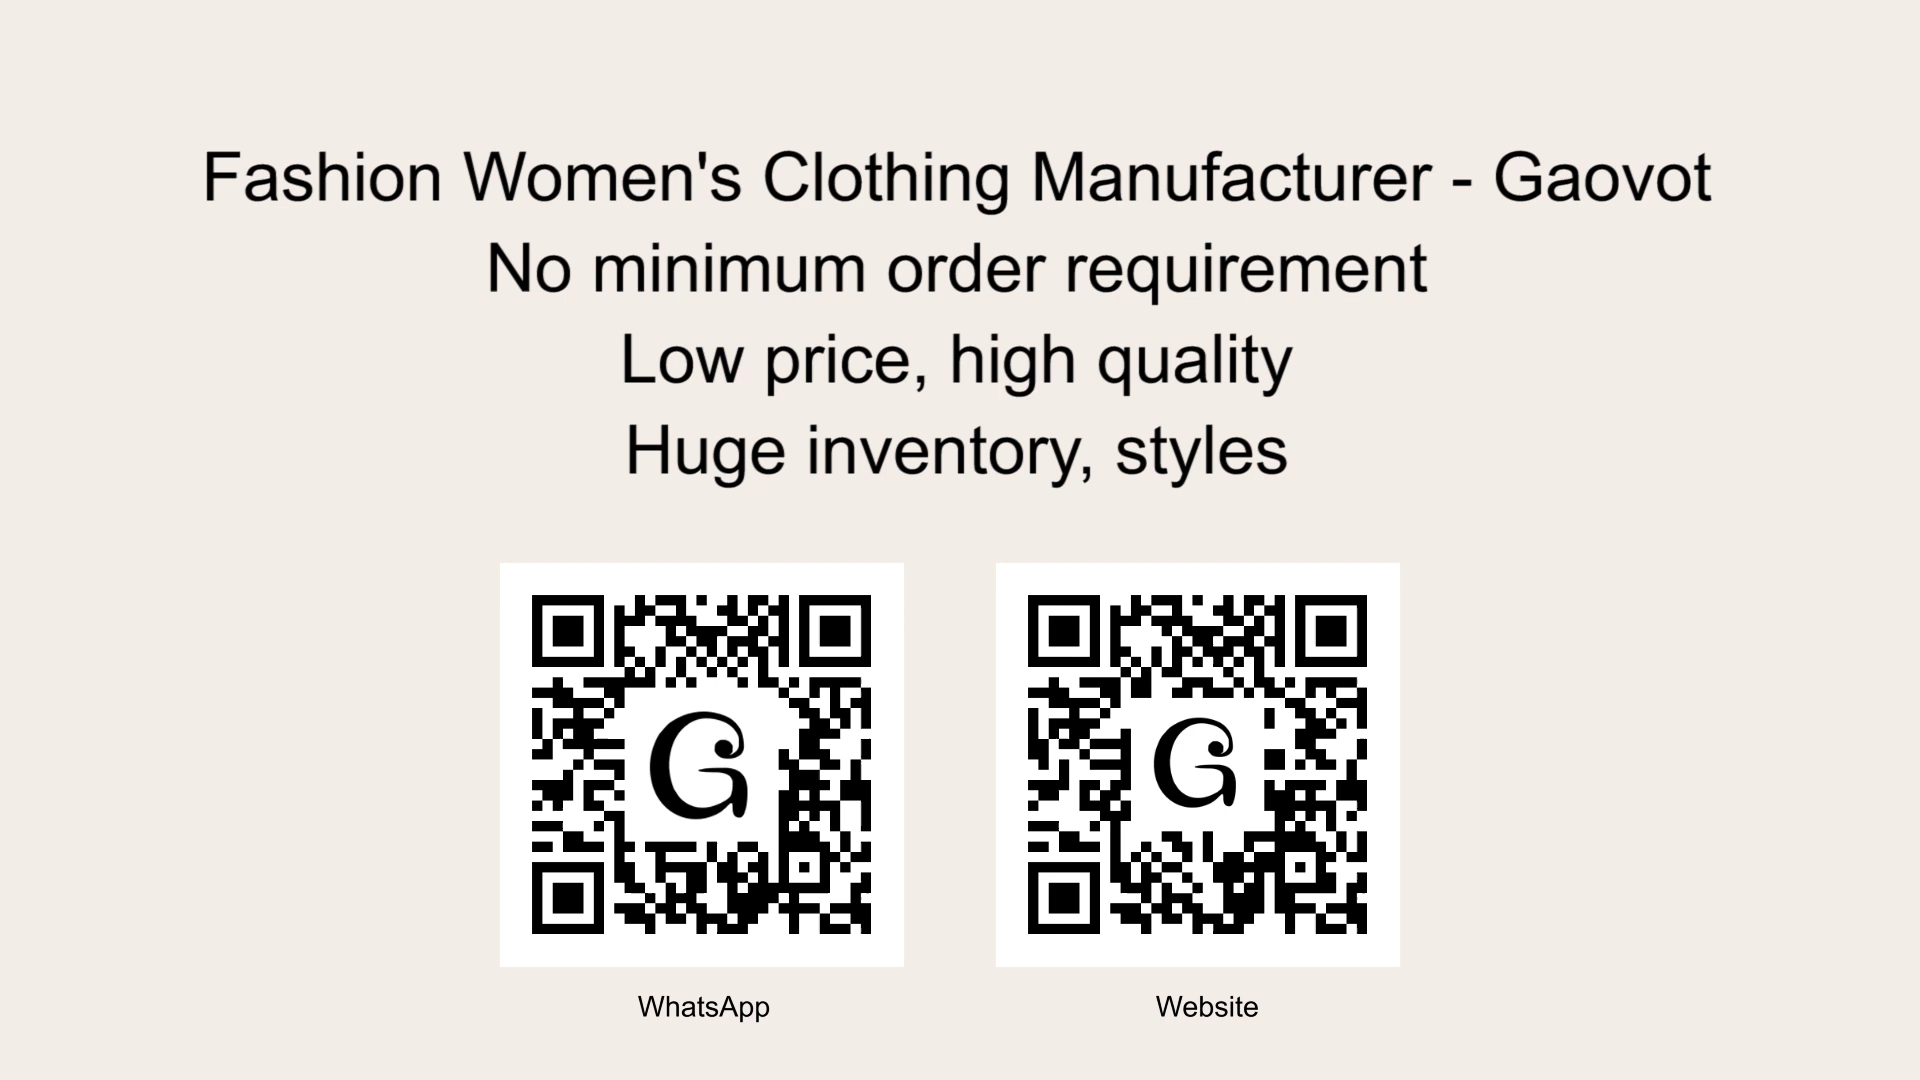 Fashion Women's Clothing Manufacturer - Gaovot
No minimum order requirement
Low price, high quality
Huge inventory, styles
G
G
WhatsApp
Website